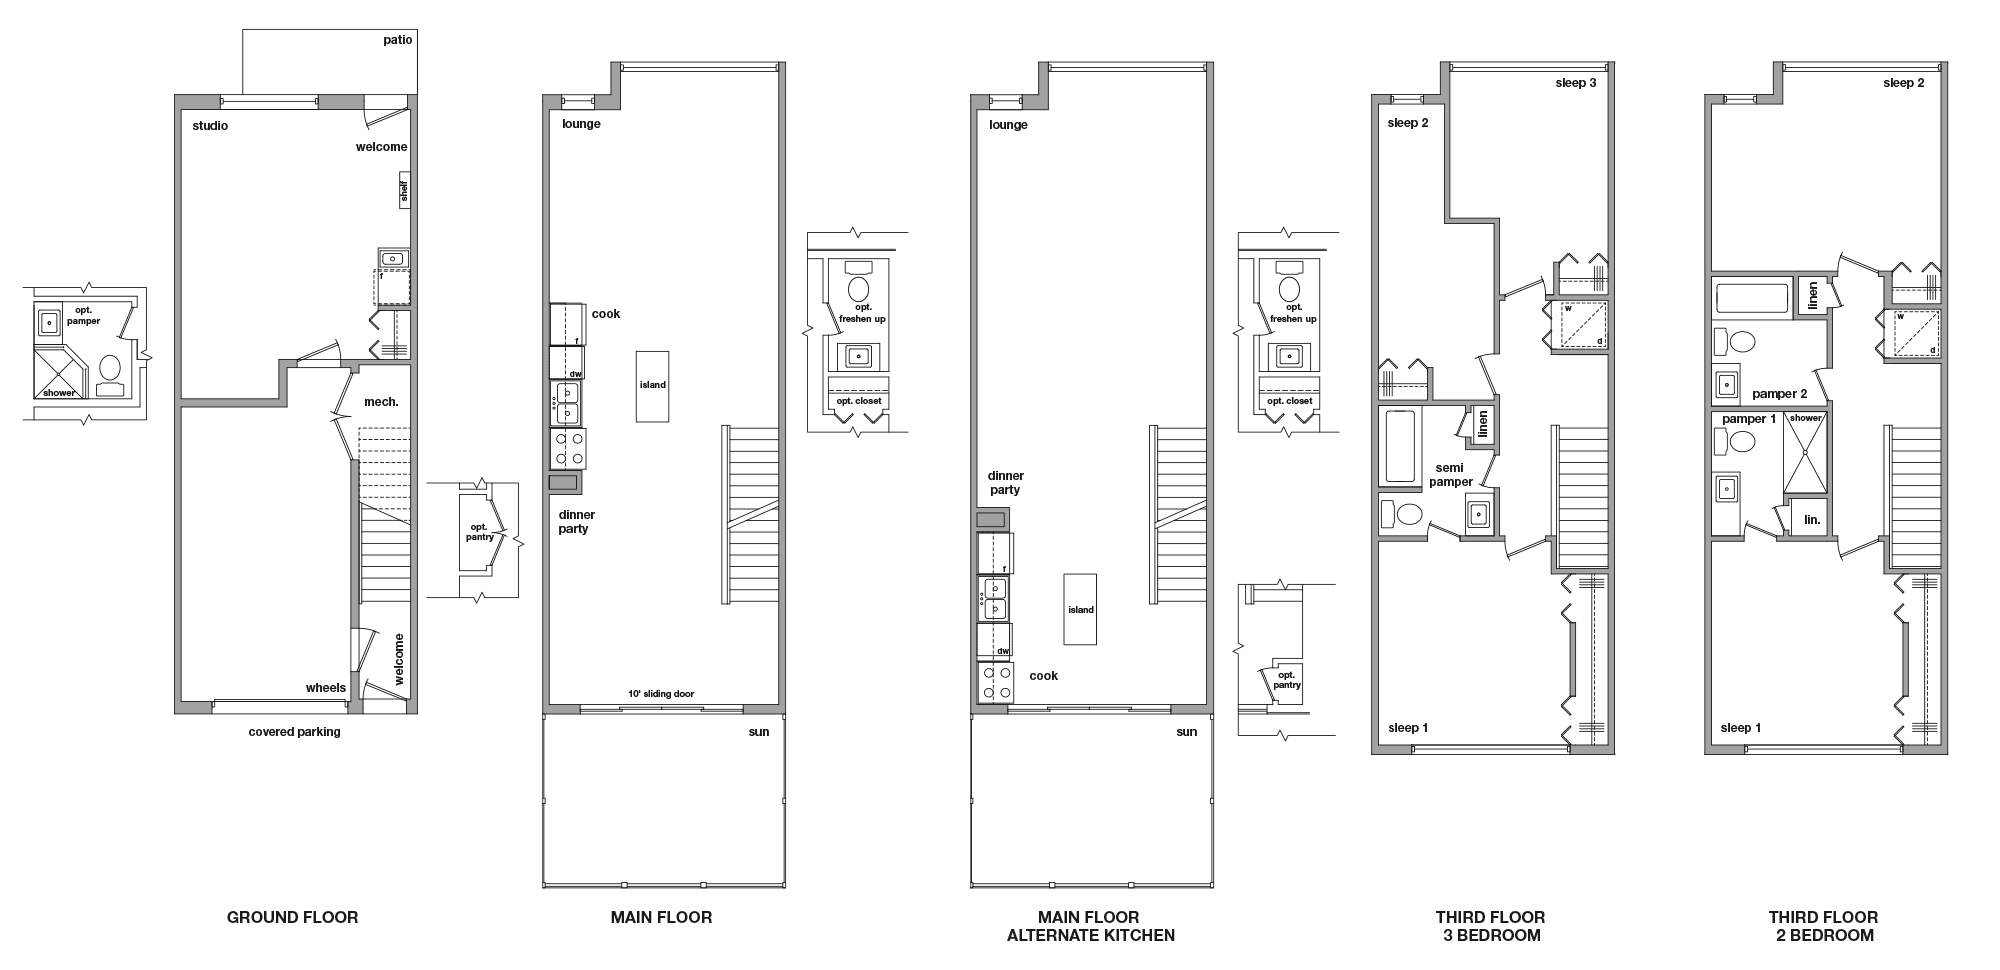 patio
studio
welcome
shelf
f
opt.
pamper
shower
mech.
welcome
wheels
covered parking
GROUND FLOOR
opt.
pantry
lounge
cook
f
dw
island
dinner
party
10' sliding door
sun
MAIN FLOOR
opt.
freshen up
opt. closet
lounge
dinner
party
f
island
dw
cook
sun
MAIN FLOOR
ALTERNATE KITCHEN
opt.
freshen up
opt. closet
opt.
pantry
sleep 3
sleep 2
w
d
linen
semi
pamper
sleep 1
THIRD FLOOR
3 BEDROOM
sleep 2
linen
w
d
pamper 2
pamper 1
shower
lin.
sleep 1
THIRD FLOOR
2 BEDROOM